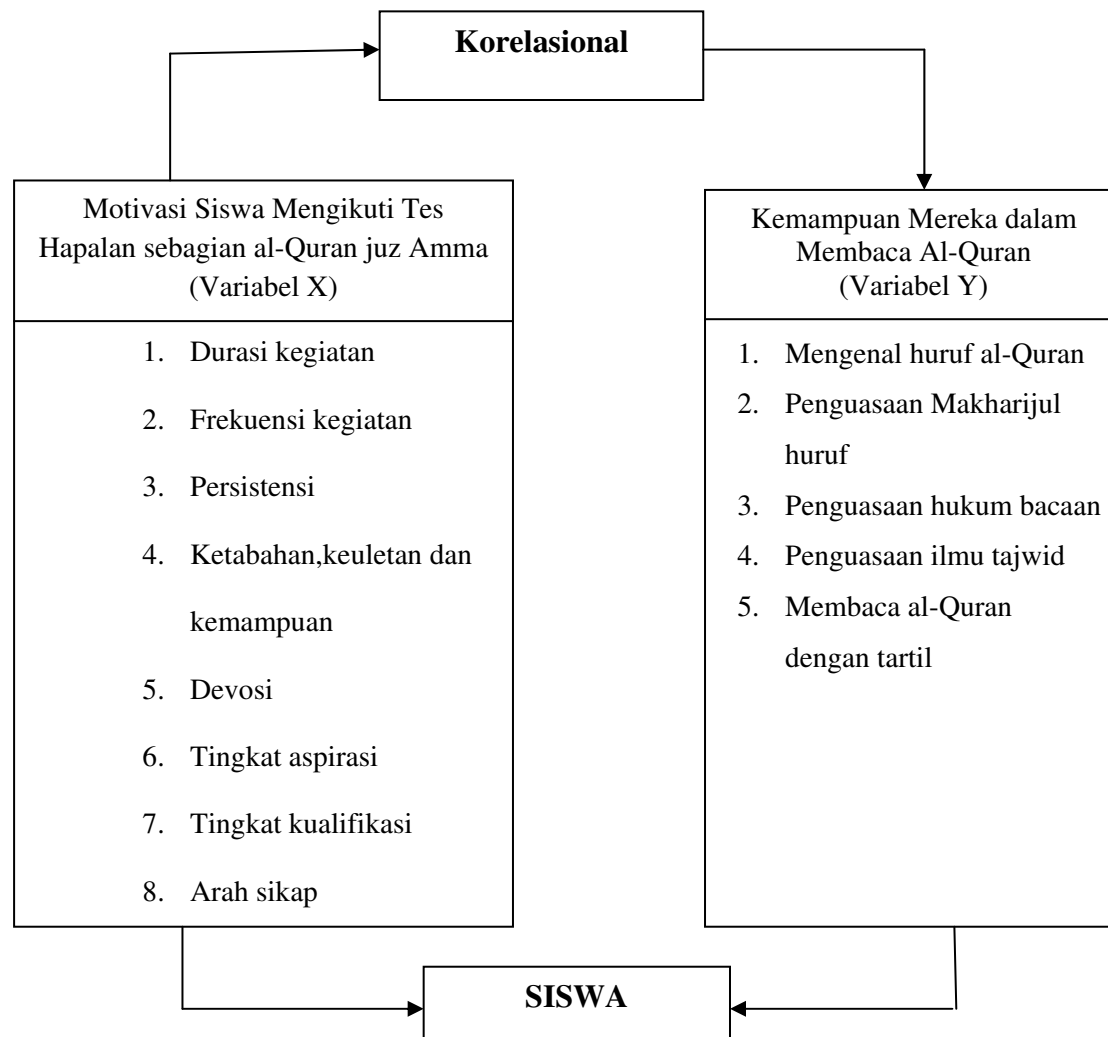 Korelasional
Motivasi Siswa Mengikuti Tes
Hapalan sebagian al-Quran juz Amma
(Variabel X)
1. Durasi kegiatan
2. Frekuensi kegiatan
3. Persistensi
4. Ketabahan,keuletan dan
kemampuan
5. Devosi
6. Tingkat aspirasi
7. Tingkat kualifikasi
8. Arah sikap
Kemampuan Mereka dalam
Membaca Al-Quran
(Variabel Y)
1. Mengenal huruf al-Quran
2. Penguasaan Makharijul
huruf
3. Penguasaan hukum bacaan
4. Penguasaan ilmu tajwid
5. Membaca al-Quran
dengan tartil
SISWA